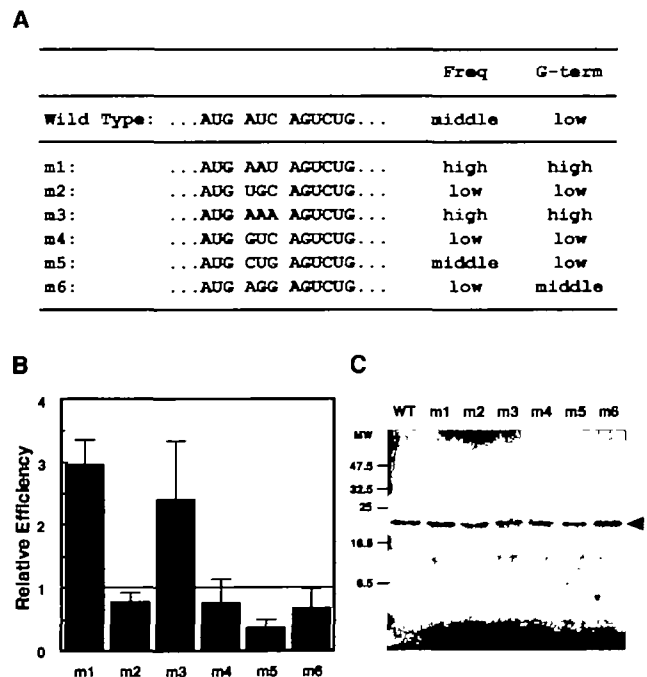 A
Freq G-term
Wild Type: ...AUG AUC AGUCUG... middle low
m1: ...AUG AAU AGUCUG... high high
m2: ...AUG UGC AGUCUG... low low
m3: ...AUG AAA AGUCUG... high high
m4: ...AUG GUC AGUCUG... low low
m5: ...AUG CUG AGUCUG... middle low
m6: ...AUG AGG AGUCUG... low middle
B
Relative Efficiency
4
3
2
1
0
m1 m2 m3 m4 m5 m6
C
WT m1 m2 m3 m4 m5 m6
MW
47.5
32.5
25
16.5
6.5